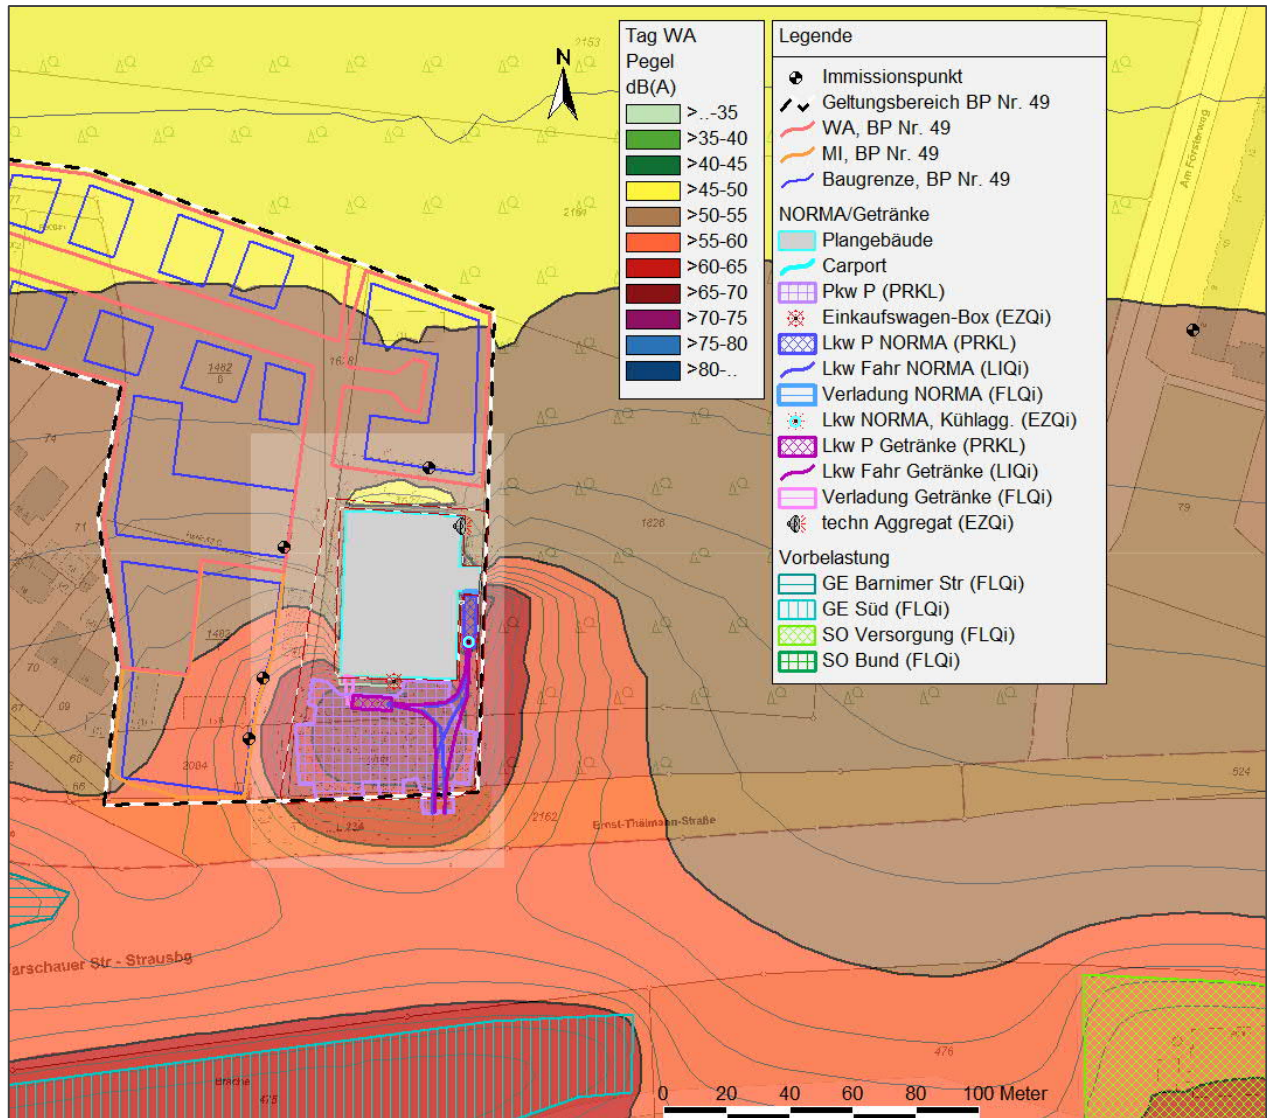 Tag WA
Pegel
dB(A)
>..-35
>35-40
>40-45
>45-50
>50-55
>55-60
>60-65
>65-70
>70-75
>75-80
>80-..
Legende
Immissionspunkt
Geltungsbereich BP Nr. 49
WA, BP Nr. 49
MI, BP Nr. 49
Baugrenze, BP Nr. 49
NORMA/Getränke
Plangebäude
Carport
Pkw P (PRKL)
Einkaufswagen-Box (EZQi)
Lkw P NORMA (PRKL)
Lkw Fahr NORMA (LIQi)
Verladung NORMA (FLQi)
Lkw NORMA, Kühlagg. (EZQi)
Lkw P Getränke (PRKL)
Lkw Fahr Getränke (LIQi)
Verladung Getränke (FLQi)
techn Aggregat (EZQi)
Vorbelastung
GE Barnimer Str (FLQi)
GE Süd (FLQi)
SO Versorgung (FLQi)
SO Bund (FLQi)
N
2153
Am Försterweg
77
1482
74
71
1626
79
70
69
67
68
66
2084
524
2162
Ernst-Thälmann-Straße
L 234
arschauer Str - Strausbg
476
Brache
475
0 20 40 60 80 100 Meter